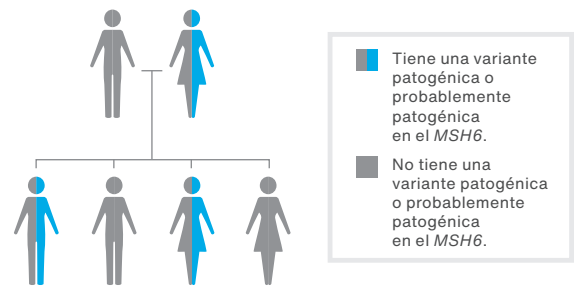 Tiene una variante
patogénica o
probablemente
patogénica
en el MSH6.
No tiene una
variante patogénica
o probablemente
patogénica
en el MSH6.